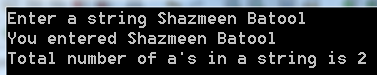 Enter a string Shazmeen Batool
You entered Shazmeen Batool
Total number of a's in a string is 2